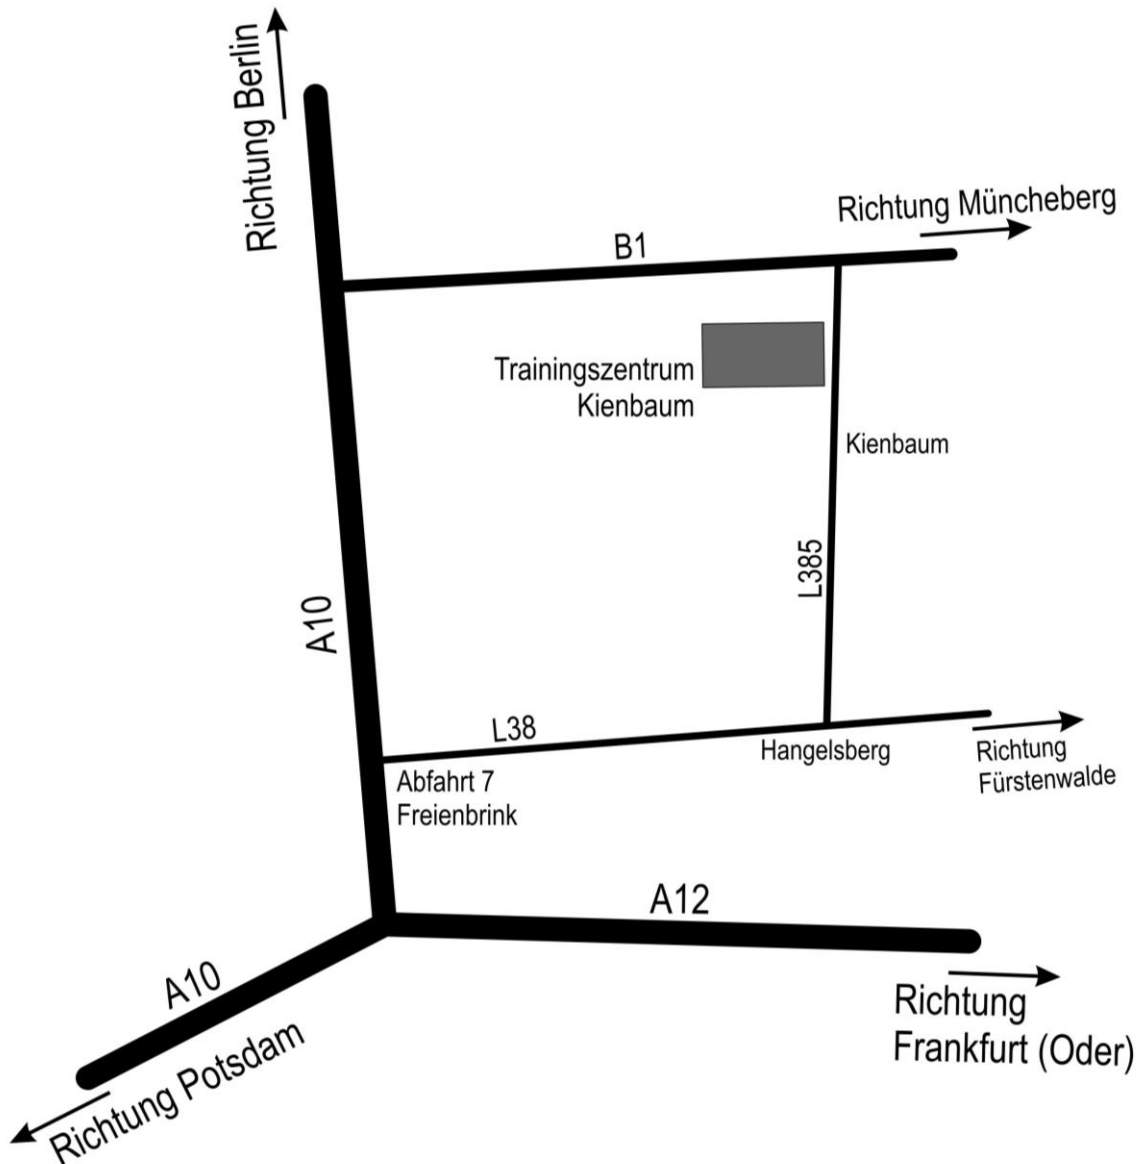 Richtung Berlin
Richtung Müncheberg
B1
Trainingszentrum
Kienbaum
Kienbaum
L385
A10
L38
Hangelsberg
Richtung
Fürstenwalde
Abfahrt 7
Freienbrink
A12
A10
Richtung
Frankfurt (Oder)
Richtung Potsdam